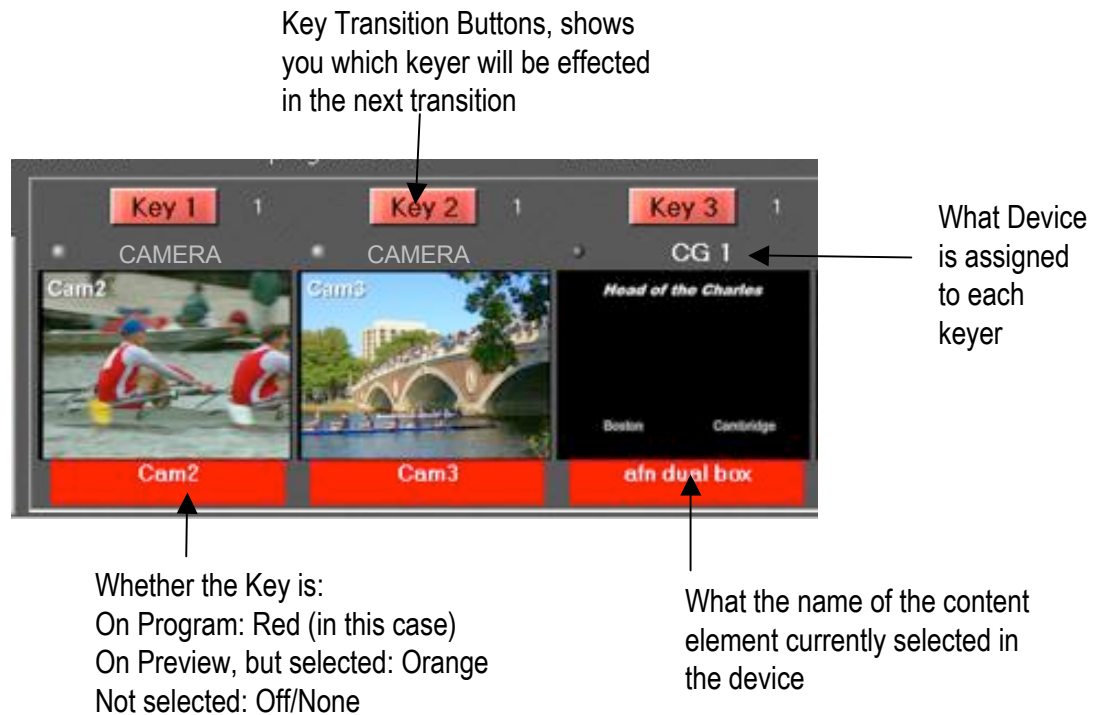 Key Transition Buttons, shows
you which keyer will be effected
in the next transition
Key 1 1
Key 2 1
Key 3 1
CAMERA
CAMERA
CG 1
What Device
is assigned
to each
keyer
Cam2
Cam3
Head of the Charles
Boston Cambridge
Cam2
Cam3
afn dual box
Whether the Key is:
On Program: Red (in this case)
On Preview, but selected: Orange
Not selected: Off/None
What the name of the content
element currently selected in
the device